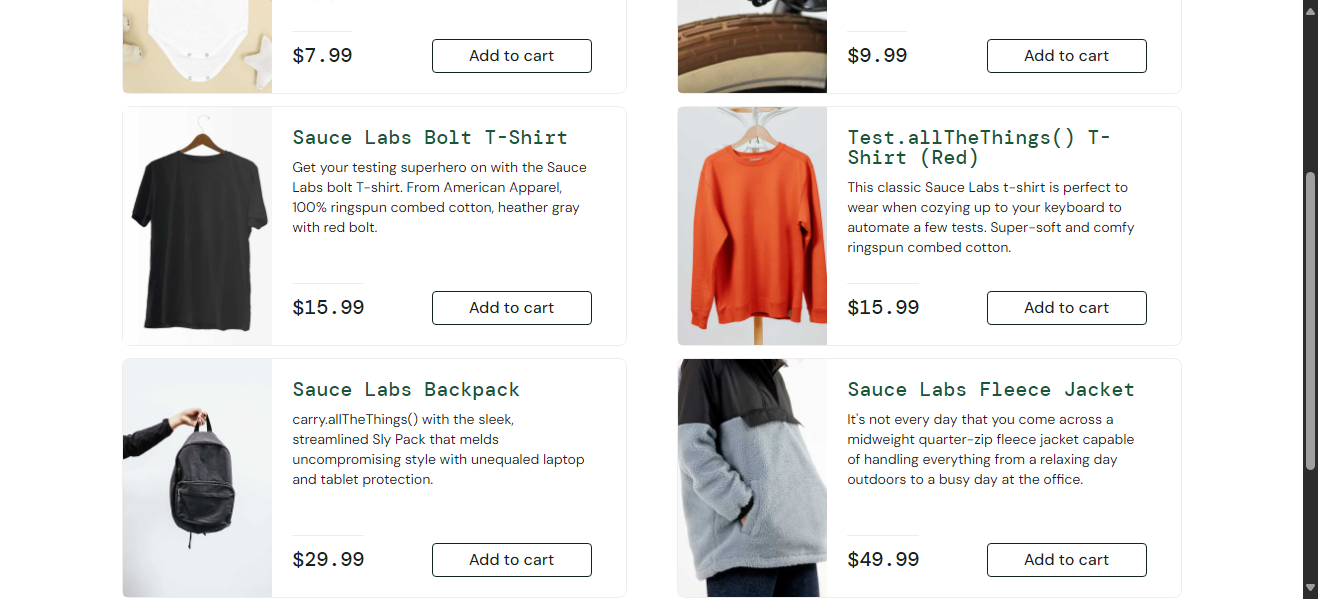 $7.99
Add to cart
$9.99
Add to cart
Sauce Labs Bolt T-Shirt
Get your testing superhero on with the Sauce
Labs bolt T-shirt. From American Apparel,
100% ringspun combed cotton, heather gray
with red bolt.
$15.99
Add to cart
Test.allTheThings() T-
Shirt (Red)
This classic Sauce Labs t-shirt is perfect to
wear when cozying up to your keyboard to
automate a few tests. Super-soft and comfy
ringspun combed cotton.
$15.99
Add to cart
Sauce Labs Backpack
carry.allTheThings() with the sleek,
streamlined Sly Pack that melds
uncompromising style with unequaled laptop
and tablet protection.
$29.99
Add to cart
Sauce Labs Fleece Jacket
It's not every day that you come across a
midweight quarter-zip fleece jacket capable
of handling everything from a relaxing day
outdoors to a busy day at the office.
$49.99
Add to cart